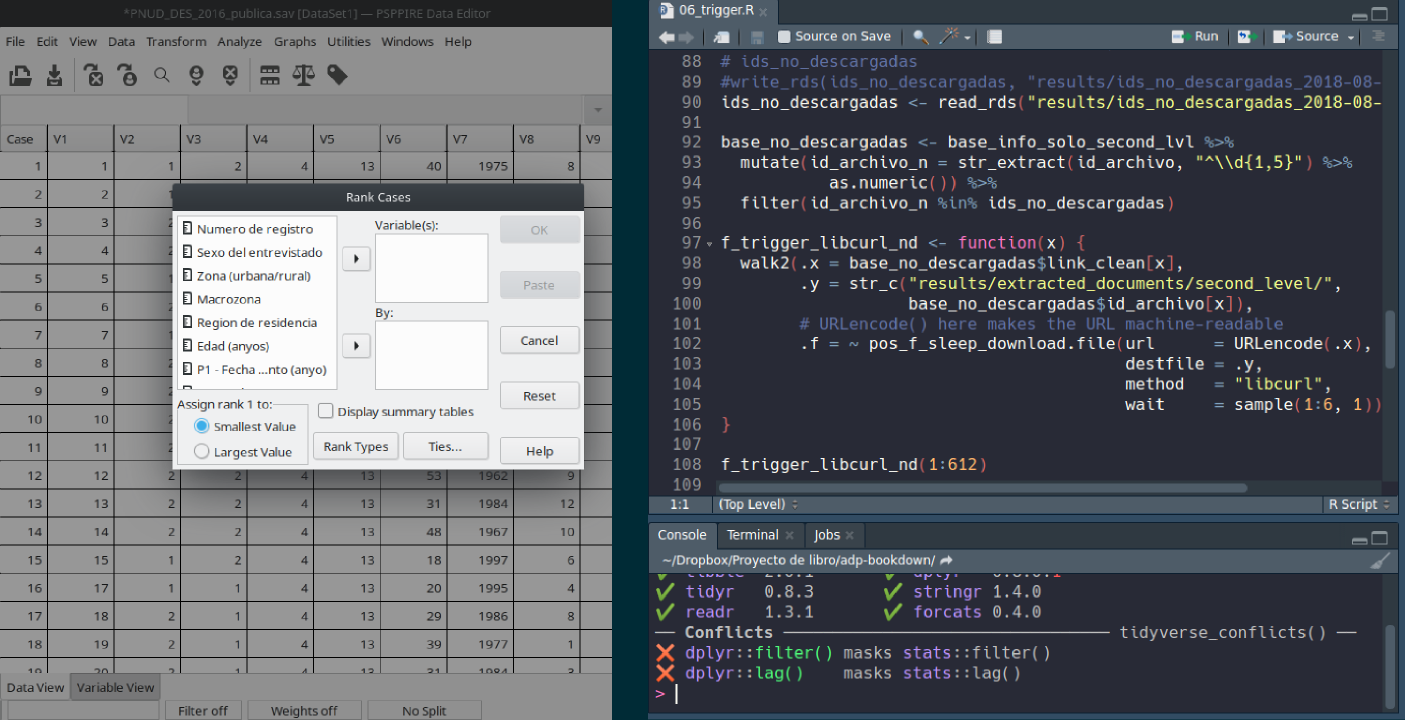 *PNUD_DES_2016_publica.sav [DataSet1] — PSPPIRE Data Editor
File Edit View Data Transform Analyze Graphs Utilities Windows Help
Case V1 V2 V3 V4 V5 V6 V7 V8 V9
1 1 1 2 4 13 40 1975 8
2 2
3 3
4 4
5 5
6 6
7 7
8 8
9 9
10 10
11 11
12 12 2 2 4 13 53 1962 9
13 13 2 2 4 13 31 1984 12
14 14 2 2 4 13 48 1967 10
15 15 1 2 4 13 18 1997 6
16 17 1 1 4 13 20 1995 4
17 18 2 1 4 13 29 1986 8
18 19 2 1 4 13 39 1977 1
19 20 2 1 4 13 31 1984 3
Data View Variable View
Filter off Weights off No Split
Rank Cases
Numero de registro
Sexo del entrevistado
Zona (urbana/rural)
Macrozona
Region de residencia
Edad (anyos)
P1 - Fecha ...nto (anyo)
Variable(s):
By:
OK
Paste
Cancel
Reset
Help
Assign rank 1 to:
Smallest Value
Largest Value
Display summary tables
Rank Types Ties...
06_trigger.R
Source on Save Run Source
88 # ids_no_descargadas
89 #write_rds(ids_no_descargadas, "results/ids_no_descargadas_2018-08-
90 ids_no_descargadas <- read_rds("results/ids_no_descargadas_2018-08-
91
92 base_no_descargadas <- base_info_solo_second_lvl %>%
93 mutate(id_archivo_n = str_extract(id_archivo, "^\\d{1,5}") %>%
94 as.numeric()) %>%
95 filter(id_archivo_n %in% ids_no_descargadas)
96
97 f_trigger_libcurl_nd <- function(x) {
98 walk2(.x = base_no_descargadas$link_clean[x],
99 .y = str_c("results/extracted_documents/second_level/",
100 base_no_descargadas$id_archivo[x]),
101 # URLencode() here makes the URL machine-readable
102 .f = ~ pos_f_sleep_download.file(url = URLencode(.x),
103 destfile = .y,
104 method = "libcurl",
105 wait = sample(1:6, 1))
106 }
107
108 f_trigger_libcurl_nd(1:612)
109
1:1 (Top Level) R Script
Console Terminal Jobs
~/Dropbox/Proyecto de libro/adp-bookdown/
✔ tidyr 0.8.3 ✔ stringr 1.4.0
✔ readr 1.3.1 ✔ forcats 0.4.0
── Conflicts ── tidyverse_conflicts() ──
✖ dplyr::filter() masks stats::filter()
✖ dplyr::lag() masks stats::lag()
>